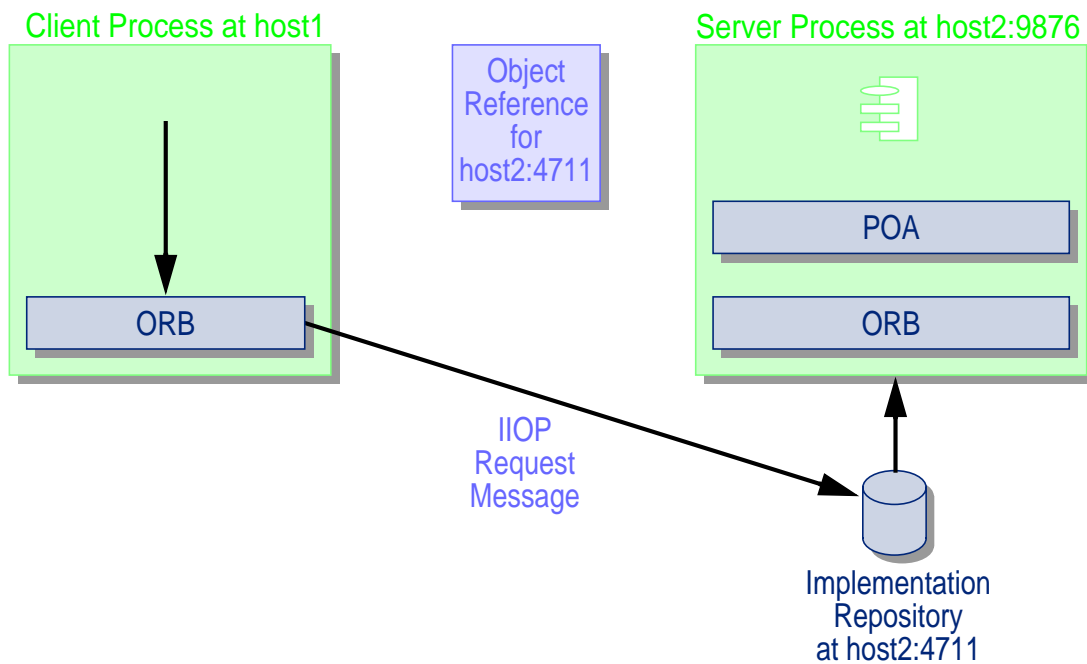 Client Process at host1
Server Process at host2:9876
Object
Reference
for
host2:4711
POA
ORB
ORB
IIOP
Request
Message
Implementation
Repository
at host2:4711